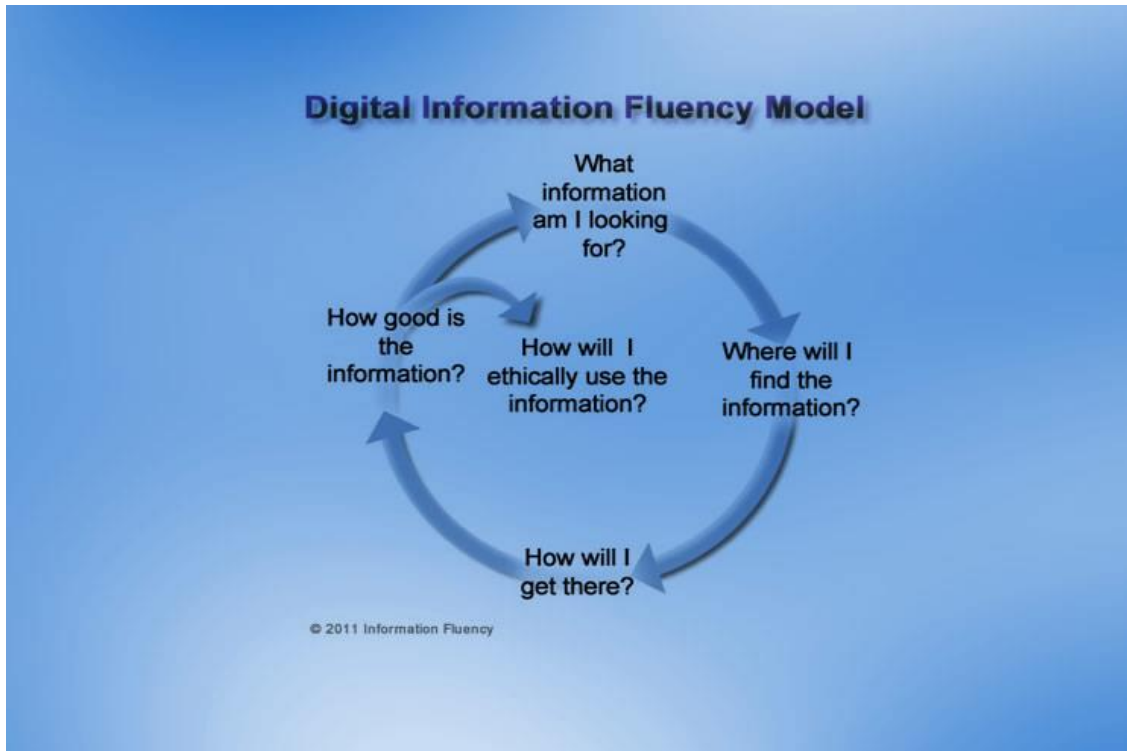 Digital Information Fluency Model
What
information
am I looking
for?
How good is
the
information?
How will I
ethically use the
information?
Where will I
find the
information?
How will I
get there?
© 2011 Information Fluency